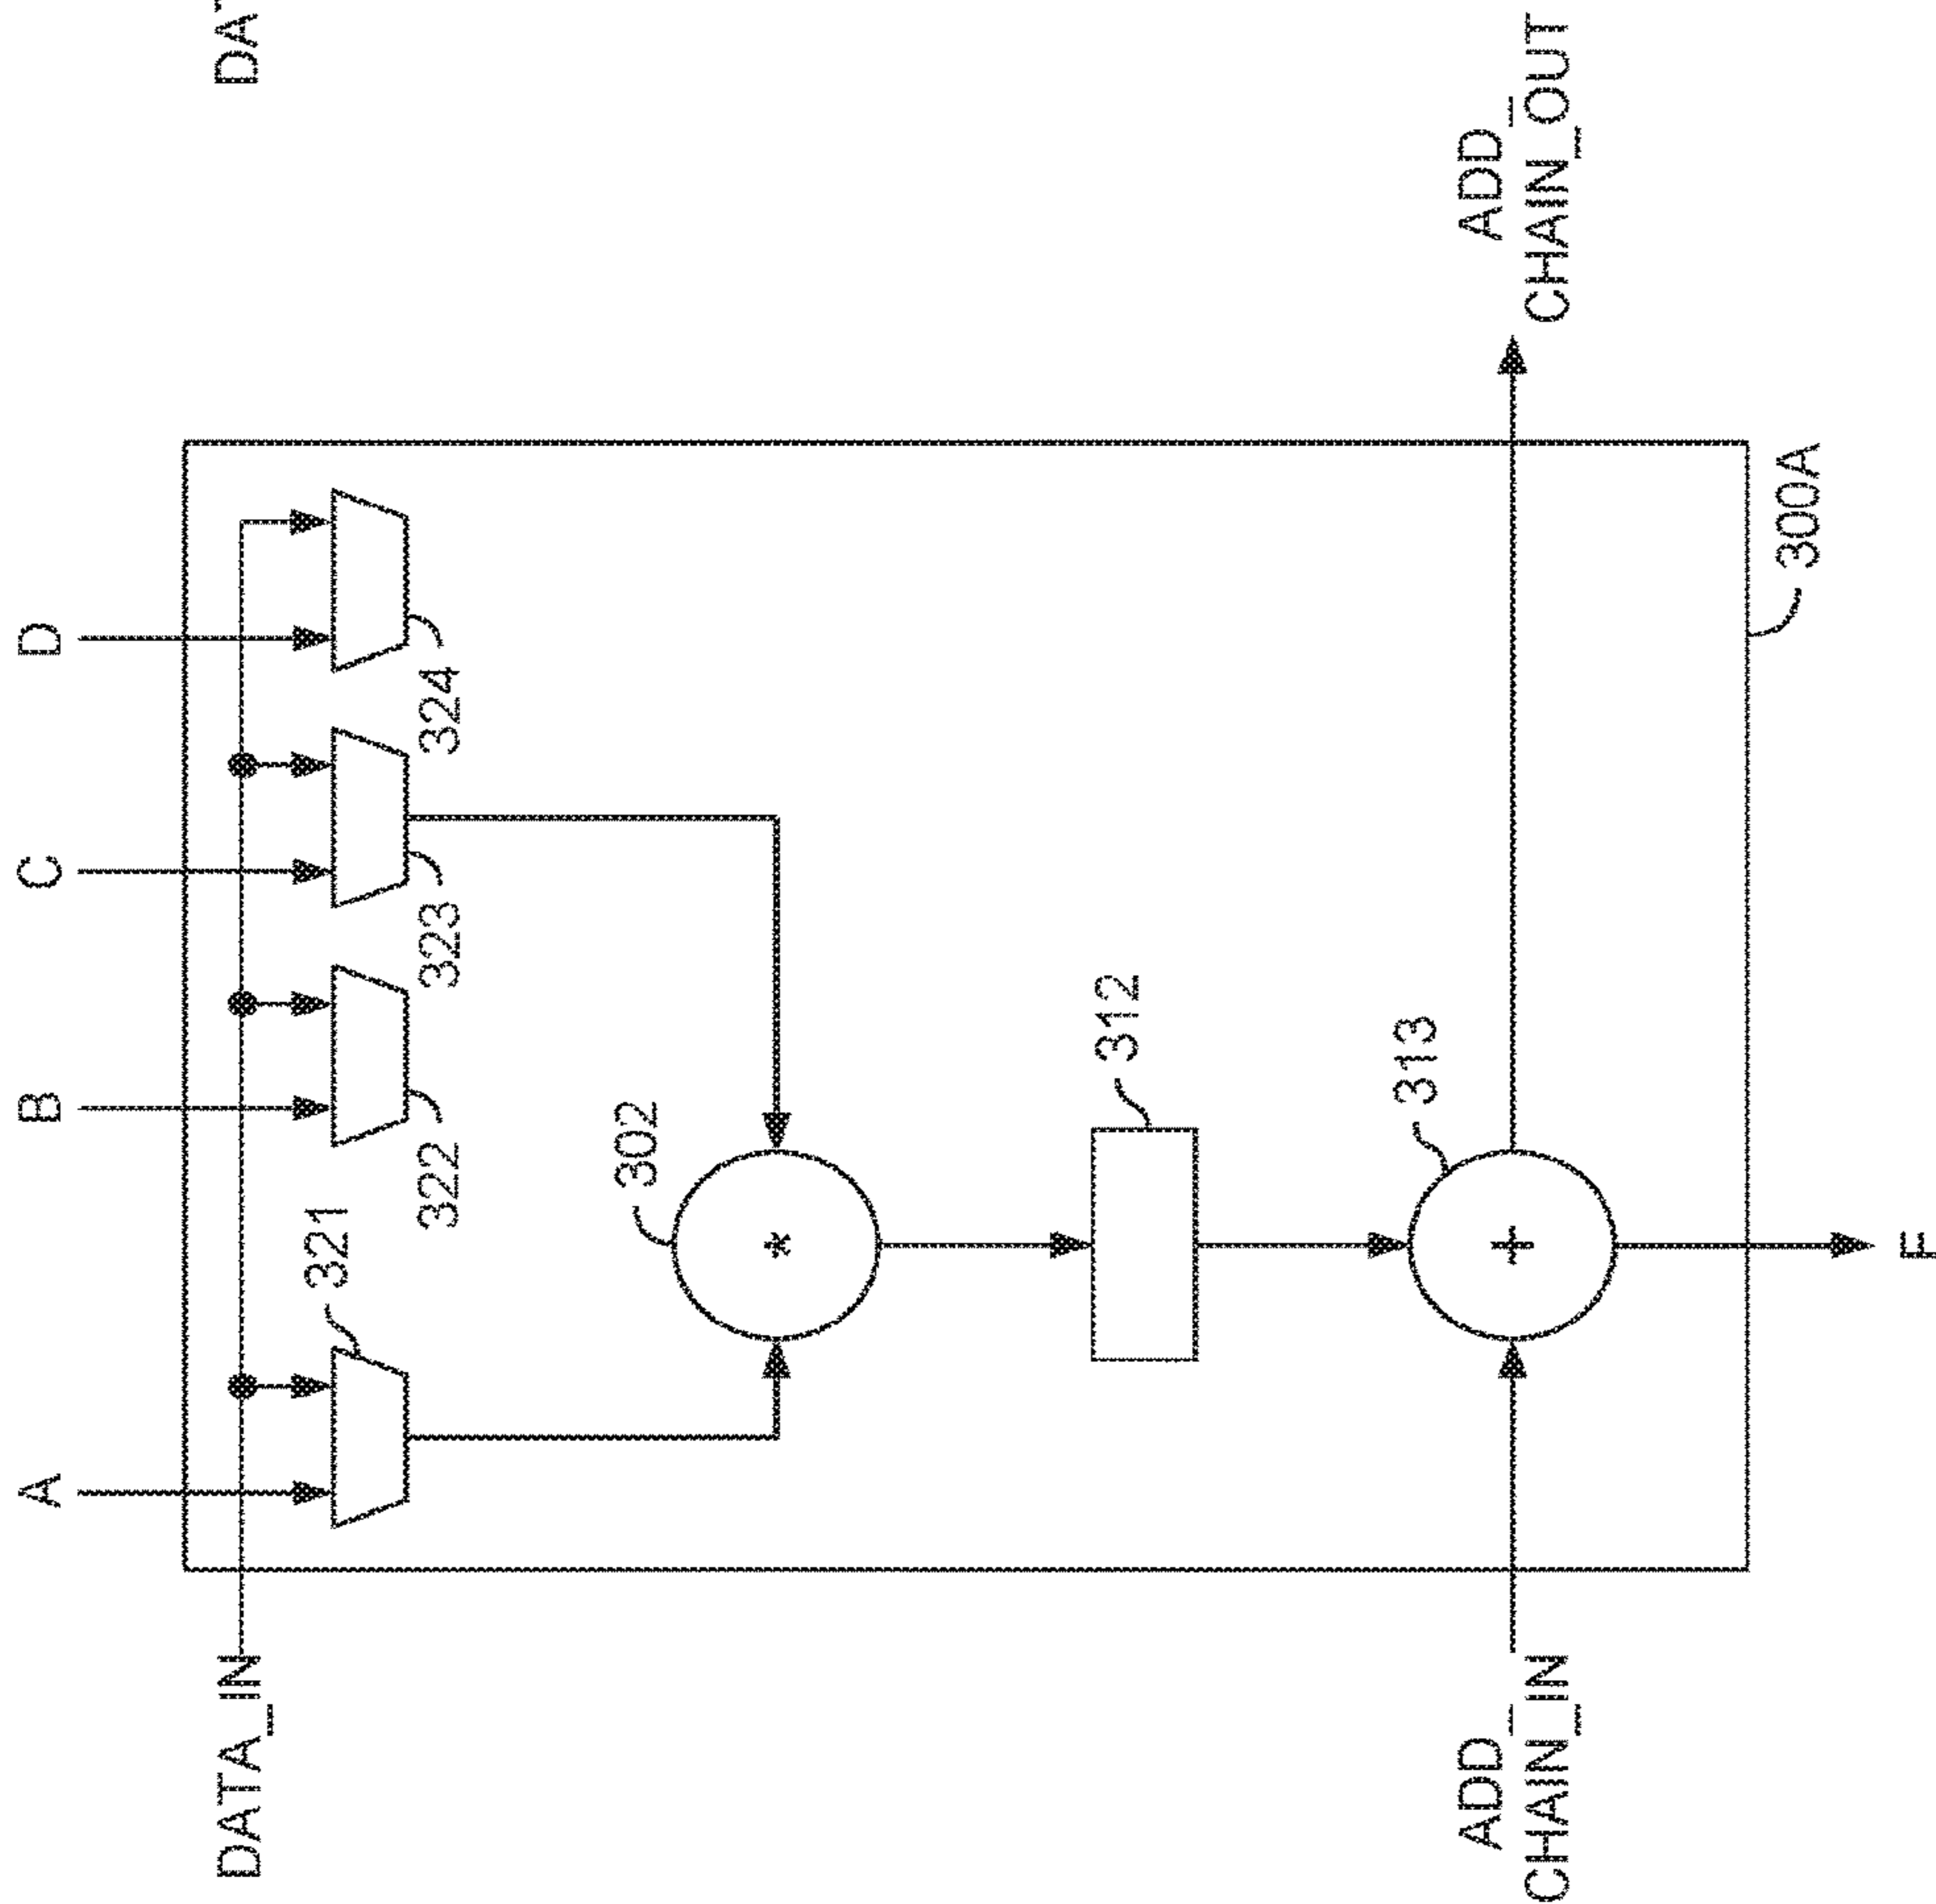 A
B
C
D
DATA_IN
DAT
321
322
323
324
302
*
312
313
ADD_
CHAIN_IN
+
ADD_
CHAIN_OUT
300A